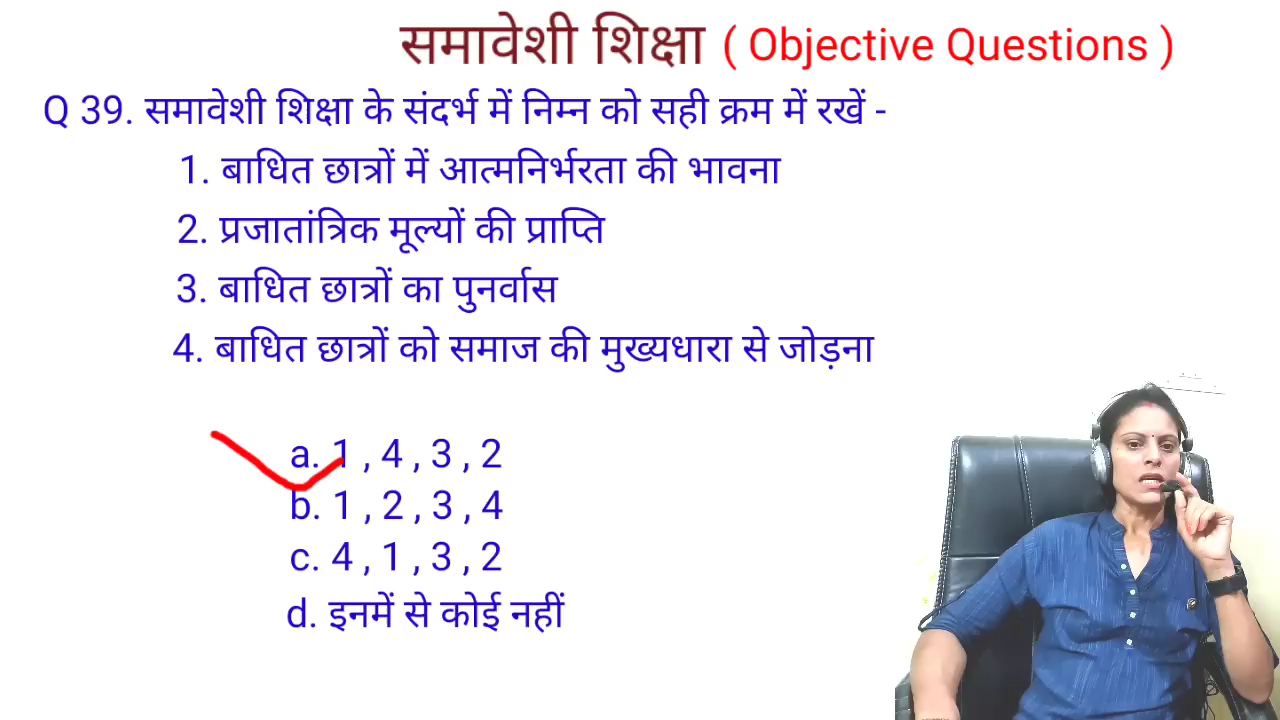 समावेशी शिक्षा ( Objective Questions )
Q 39. समावेशी शिक्षा के संदर्भ में निम्न को सही क्रम में रखें -
1. बाधित छात्रों में आत्मनिर्भरता की भावना
2. प्रजातांत्रिक मूल्यों की प्राप्ति
3. बाधित छात्रों का पुनर्वास
4. बाधित छात्रों को समाज की मुख्यधारा से जोड़ना
a. 1 , 4 , 3 , 2
b. 1 , 2 , 3 , 4
c. 4 , 1 , 3 , 2
d. इनमें से कोई नहीं